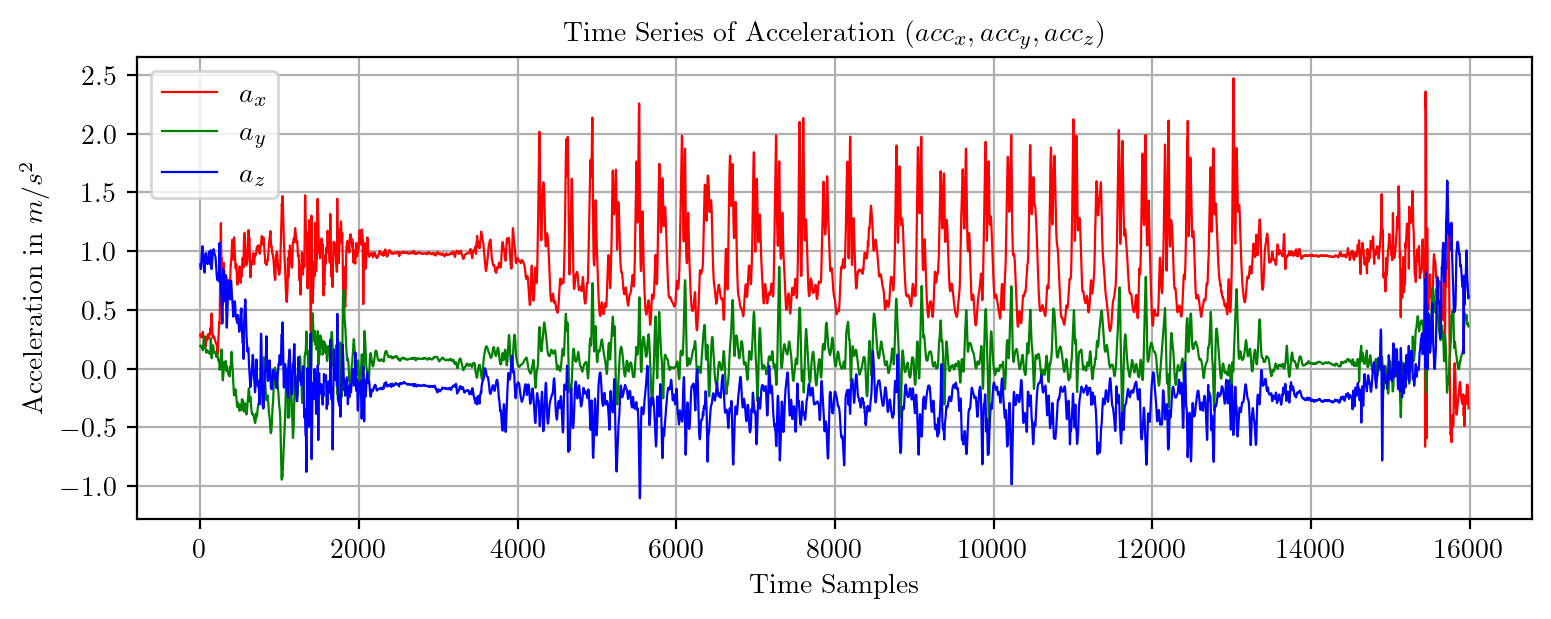 Time Series of Acceleration (acc_x, acc_y, acc_z)
a_x
a_y
a_z
Acceleration in m/s²
2.5
2.0
1.5
1.0
0.5
0.0
−0.5
−1.0
0 2000 4000 6000 8000 10000 12000 14000 16000
Time Samples